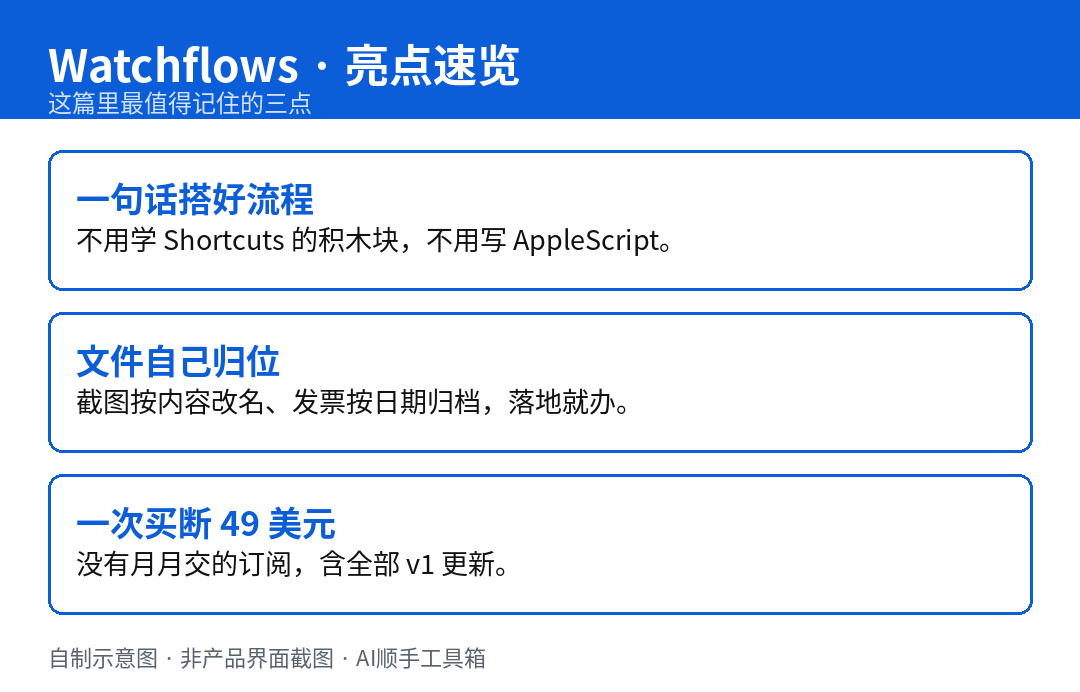 Watchflows · 亮点速览
这篇里最值得记住的三点
一句话搭好流程
不用学 Shortcuts 的积木块，不用写 AppleScript。
文件自己归位
截图按内容改名、发票按日期归档，落地就办。
一次买断 49 美元
没有月月交的订阅，含全部 v1 更新。
自制示意图 · 非产品界面截图 · AI顺手工具箱